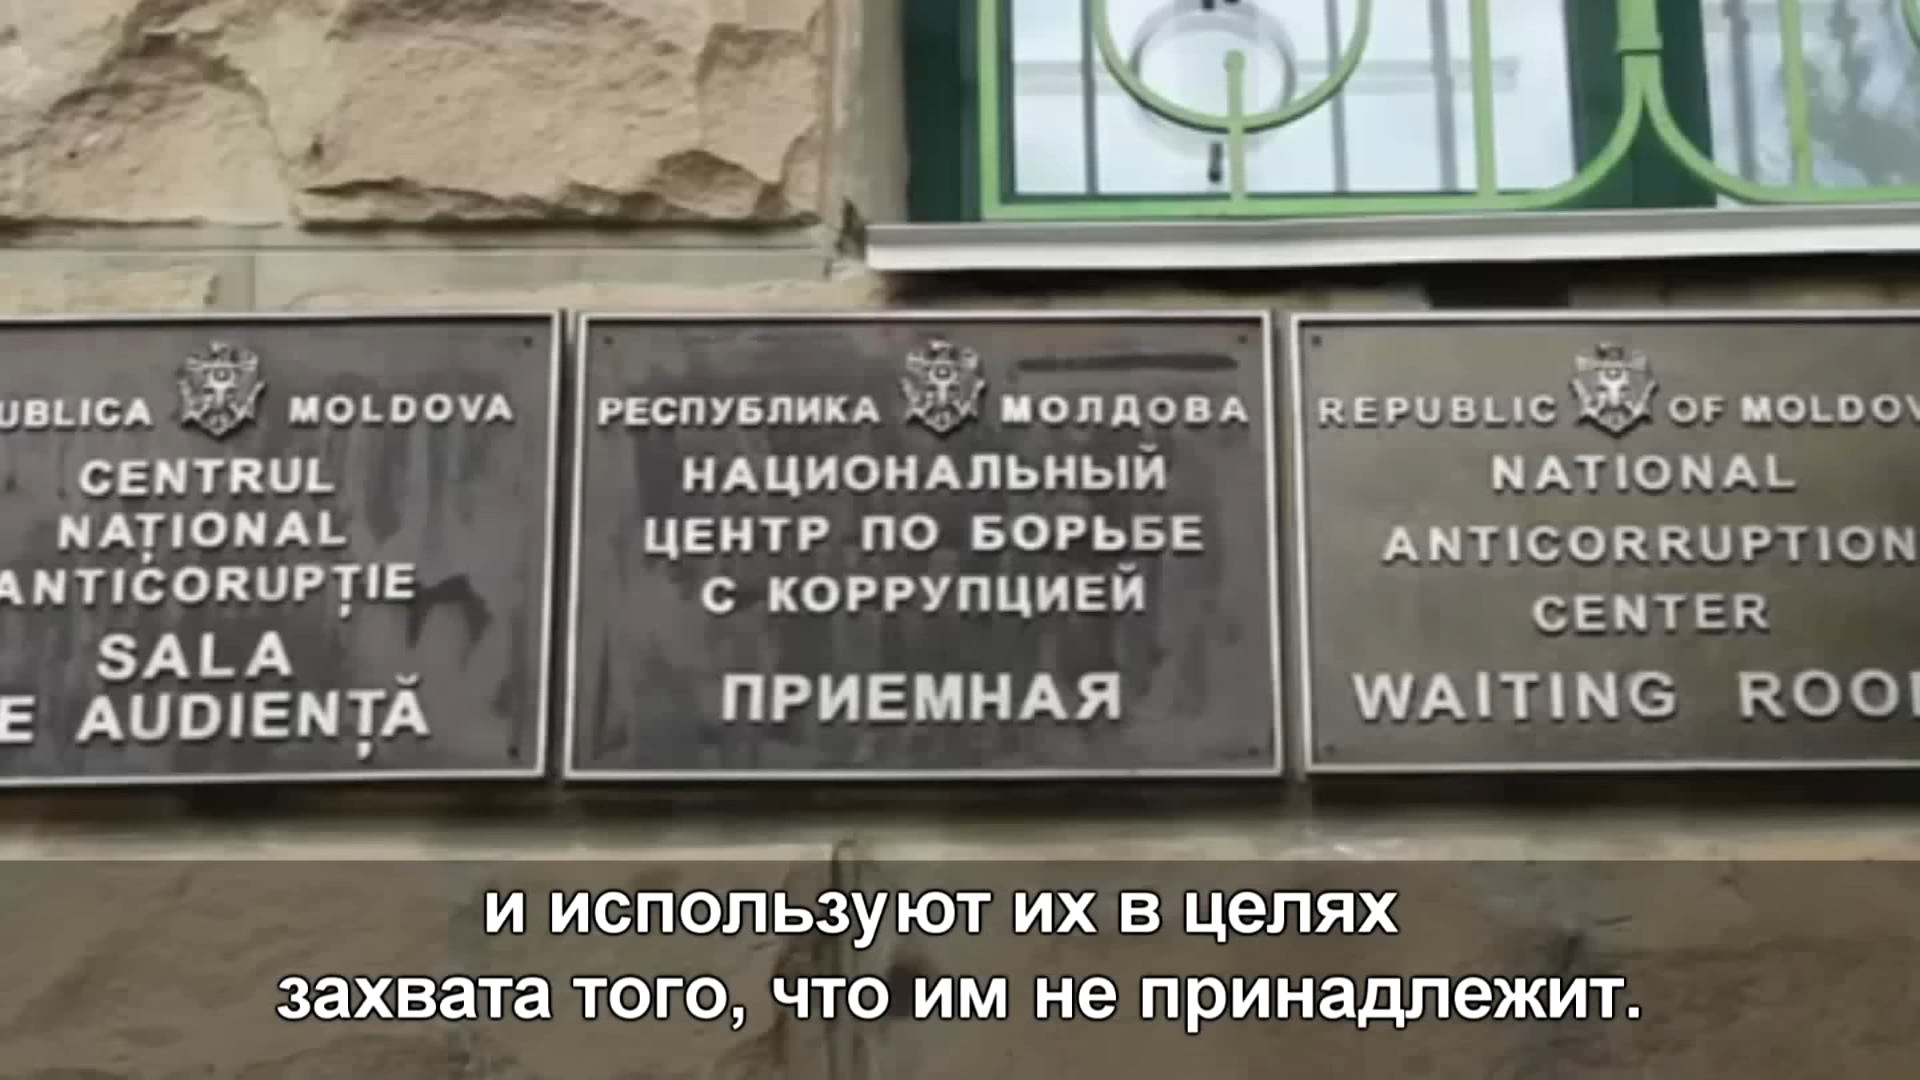 UBLICA MOLDOVA
CENTRUL
NAȚIONAL
ANTICORUPȚIE
SALA
E AUDIENȚĂ
РЕСПУБЛИКА МОЛДОВА
НАЦИОНАЛЬНЫЙ
ЦЕНТР ПО БОРЬБЕ
С КОРРУПЦИЕЙ
ПРИЕМНАЯ
REPUBLIC OF MOLDOV
NATIONAL
ANTICORRUPTION
CENTER
WAITING ROO
и используют их в целях
захвата того, что им не принадлежит.